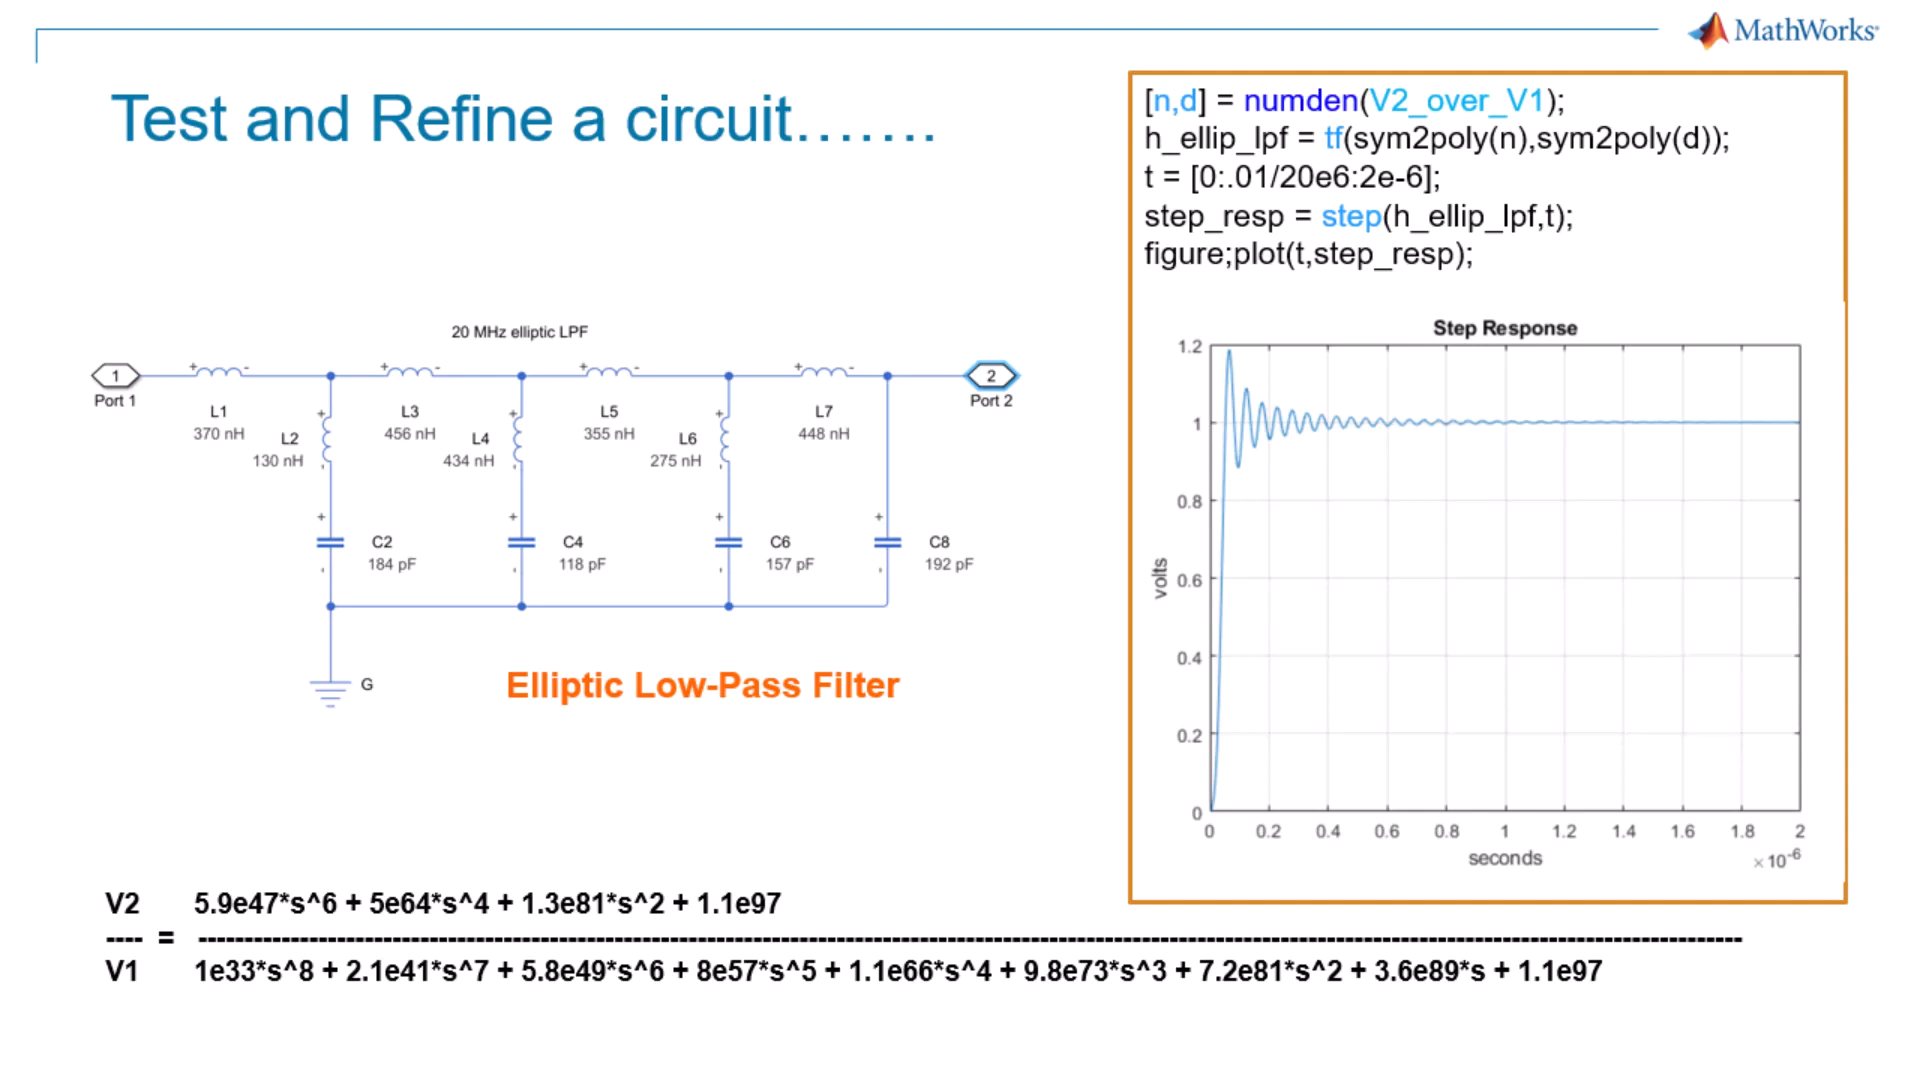 MathWorks®
Test and Refine a circuit.......
[n,d] = numden(V2_over_V1);
h_ellip_lpf = tf(sym2poly(n),sym2poly(d));
t = [0:.01/20e6:2e-6];
step_resp = step(h_ellip_lpf,t);
figure;plot(t,step_resp);
20 MHz elliptic LPF
1
Port 1
+ -
L1
370 nH
+
L2
130 nH
-
+ -
L3
456 nH
+
L4
434 nH
-
+ -
L5
355 nH
+
L6
275 nH
-
+ -
L7
448 nH
2
Port 2
+
C2
184 pF
-
+
C4
118 pF
-
+
C6
157 pF
-
+
C8
192 pF
-
G
Elliptic Low-Pass Filter
Step Response
volts
1.2
1
0.8
0.6
0.4
0.2
0
0 0.2 0.4 0.6 0.8 1 1.2 1.4 1.6 1.8 2
seconds
×10^-6
V2 5.9e47*s^6 + 5e64*s^4 + 1.3e81*s^2 + 1.1e97
---- = ------------------------------------------------------------
V1 1e33*s^8 + 2.1e41*s^7 + 5.8e49*s^6 + 8e57*s^5 + 1.1e66*s^4 + 9.8e73*s^3 + 7.2e81*s^2 + 3.6e89*s + 1.1e97